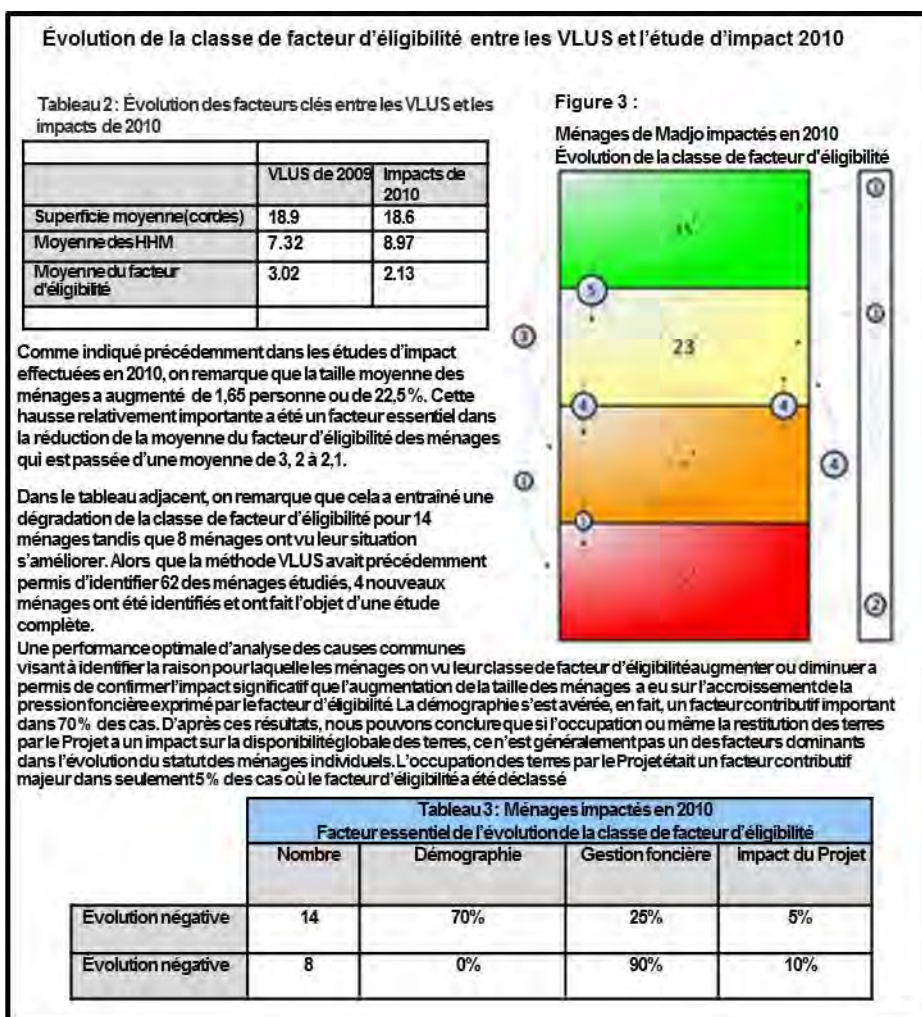 Évolution de la classe de facteur d'éligibilité entre les VLUS et l'étude d'impact 2010
Tableau 2 : Évolution des facteurs clés entre les VLUS et les
impacts de 2010
VLUS de 2009
Impacts de
2010
Superficie moyenne (cordes)
18.9
18.6
Moyenne des HHM
7.32
8.97
Moyenne du facteur
d'éligibilité
3.02
2.13
Comme indiqué précédemment dans les études d'impact
effectuées en 2010, on remarque que la taille moyenne des
ménages a augmenté de 1,65 personne ou de 22,5%. Cette
hausse relativement importante a été un facteur essentiel dans
la réduction de la moyenne du facteur d'éligibilité des ménages
qui est passée d'une moyenne de 3, 2 à 2,1.
Dans le tableau adjacent, on remarque que cela a entraîné une
dégradation de la classe de facteur d'éligibilité pour 14
ménages tandis que 8 ménages ont vu leur situation
s'améliorer. Alors que la méthode VLUS avait précédemment
permis d'identifier 62 des ménages étudiés, 4 nouveaux
ménages ont été identifiés et ont fait l'objet d'une étude
complète.
Figure 3 :
Ménages de Madjo impactés en 2010
Évolution de la classe de facteur d'éligibilité
5
3
23
4
4
4
2
Une performance optimale d'analyse des causes communes
visant à identifier la raison pour laquelle les ménages on vu leur classe de facteur d'éligibilité augmenter ou diminuer a
permis de confirmer l'impact significatif que l'augmentation de la taille des ménages a eu sur l'accroissement de la
pression foncière exprimé par le facteur d'éligibilité. La démographie s'est avérée, en fait, un facteur contributif important
dans 70% des cas. D'après ces résultats, nous pouvons conclure que si l'occupation ou même la restitution des terres
par le Projet a un impact sur la disponibilité globale des terres, ce n'est généralement pas un des facteurs dominants
dans l'évolution du statut des ménages individuels. L'occupation des terres par le Projet était un facteur contributif
majeur dans seulement 5% des cas où le facteur d'éligibilité a été déclassé
Tableau 3 : Ménages impactés en 2010
Facteur essentiel de l'évolution de la classe de facteur d'éligibilité
Nombre
Démographie
Gestion foncière
Impact du Projet
Évolution négative
14
70%
25%
5%
Évolution négative
8
0%
90%
10%